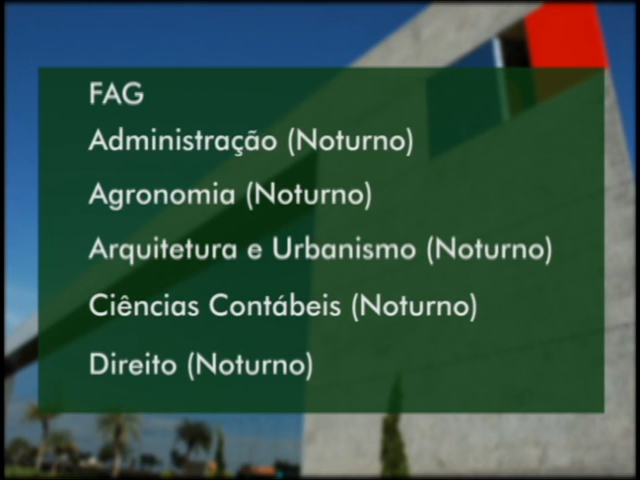 FAG
Administração (Noturno)
Agronomia (Noturno)
Arquitetura e Urbanismo (Noturno)
Ciências Contábeis (Noturno)
Direito (Noturno)